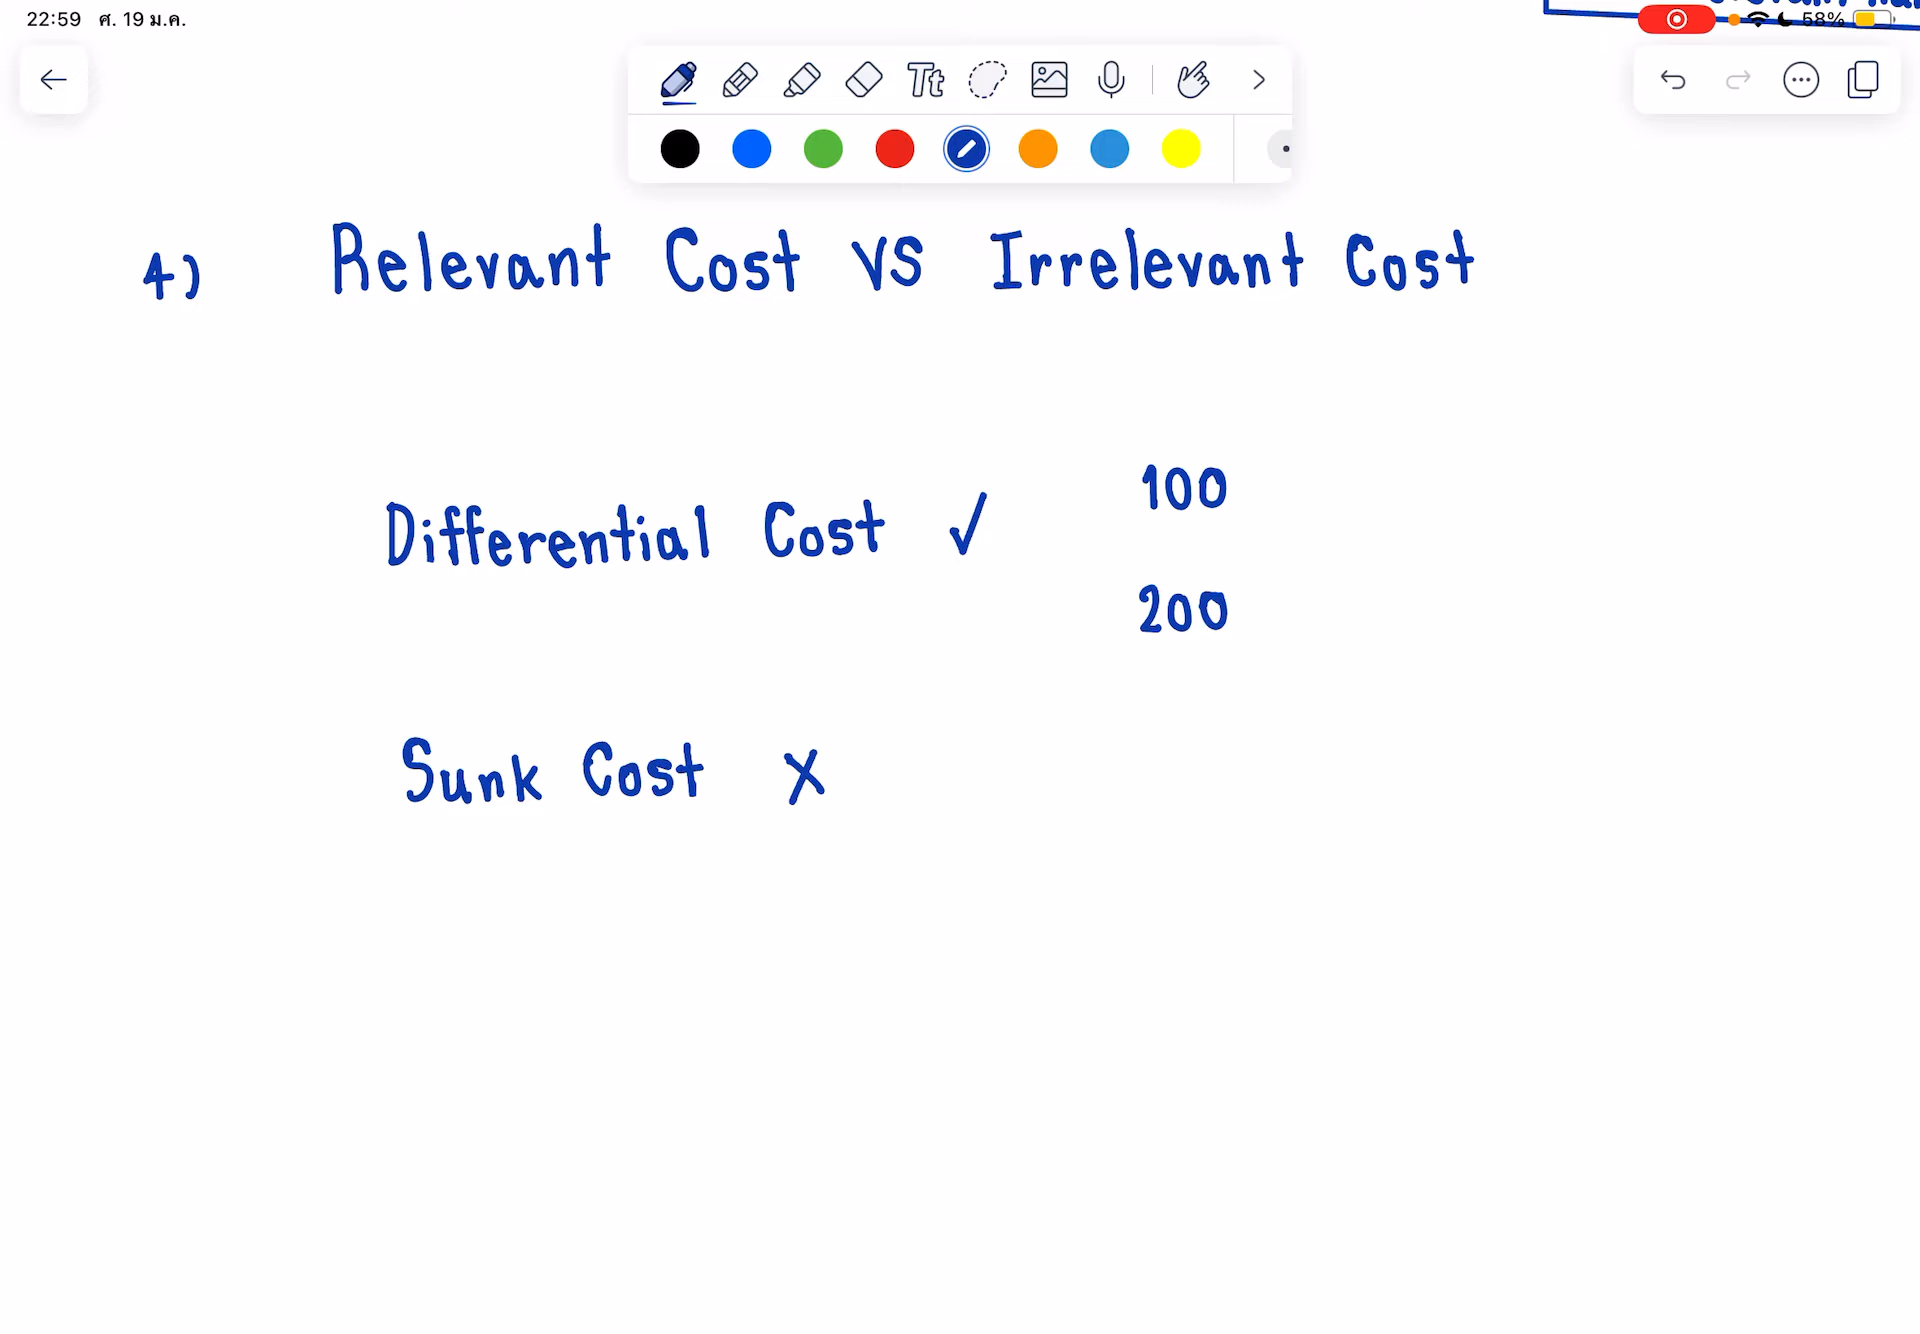 22:59 ศ. 19 ม.ค.
58%
Tt
4) Relevant Cost VS Irrelevant Cost
100
Differential Cost ✓
200
Sunk Cost X